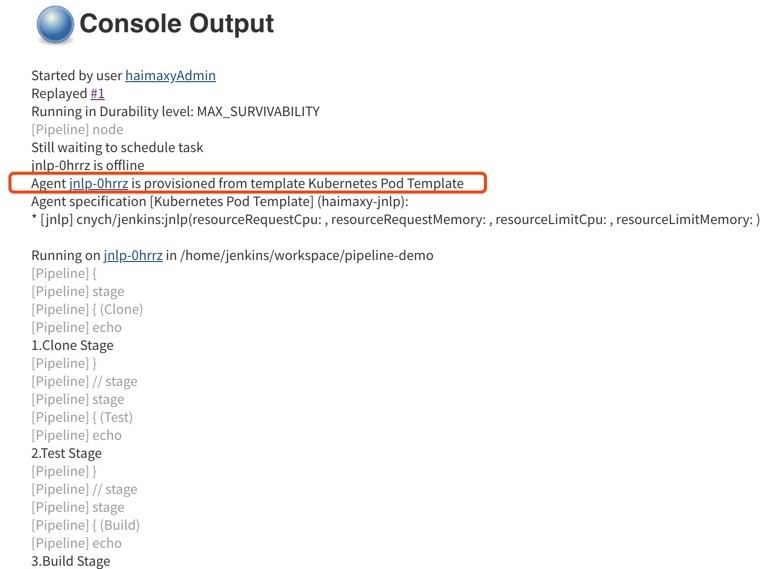 Console Output
Started by user haimaxyAdmin
Replayed #1
Running in Durability level: MAX_SURVIVABILITY
[Pipeline] node
Still waiting to schedule task
jnlp-0hrrz is offline
Agent jnlp-0hrrz is provisioned from template Kubernetes Pod Template
Agent specification [Kubernetes Pod Template] (haimaxy-jnlp):
* [jnlp] cnych/jenkins:jnlp(resourceRequestCpu: , resourceRequestMemory: , resourceLimitCpu: , resourceLimitMemory: )
Running on jnlp-0hrrz in /home/jenkins/workspace/pipeline-demo
[Pipeline] {
[Pipeline] stage
[Pipeline] { (Clone)
[Pipeline] echo
1.Clone Stage
[Pipeline] }
[Pipeline] // stage
[Pipeline] stage
[Pipeline] { (Test)
[Pipeline] echo
2.Test Stage
[Pipeline] }
[Pipeline] // stage
[Pipeline] stage
[Pipeline] { (Build)
[Pipeline] echo
3.Build Stage